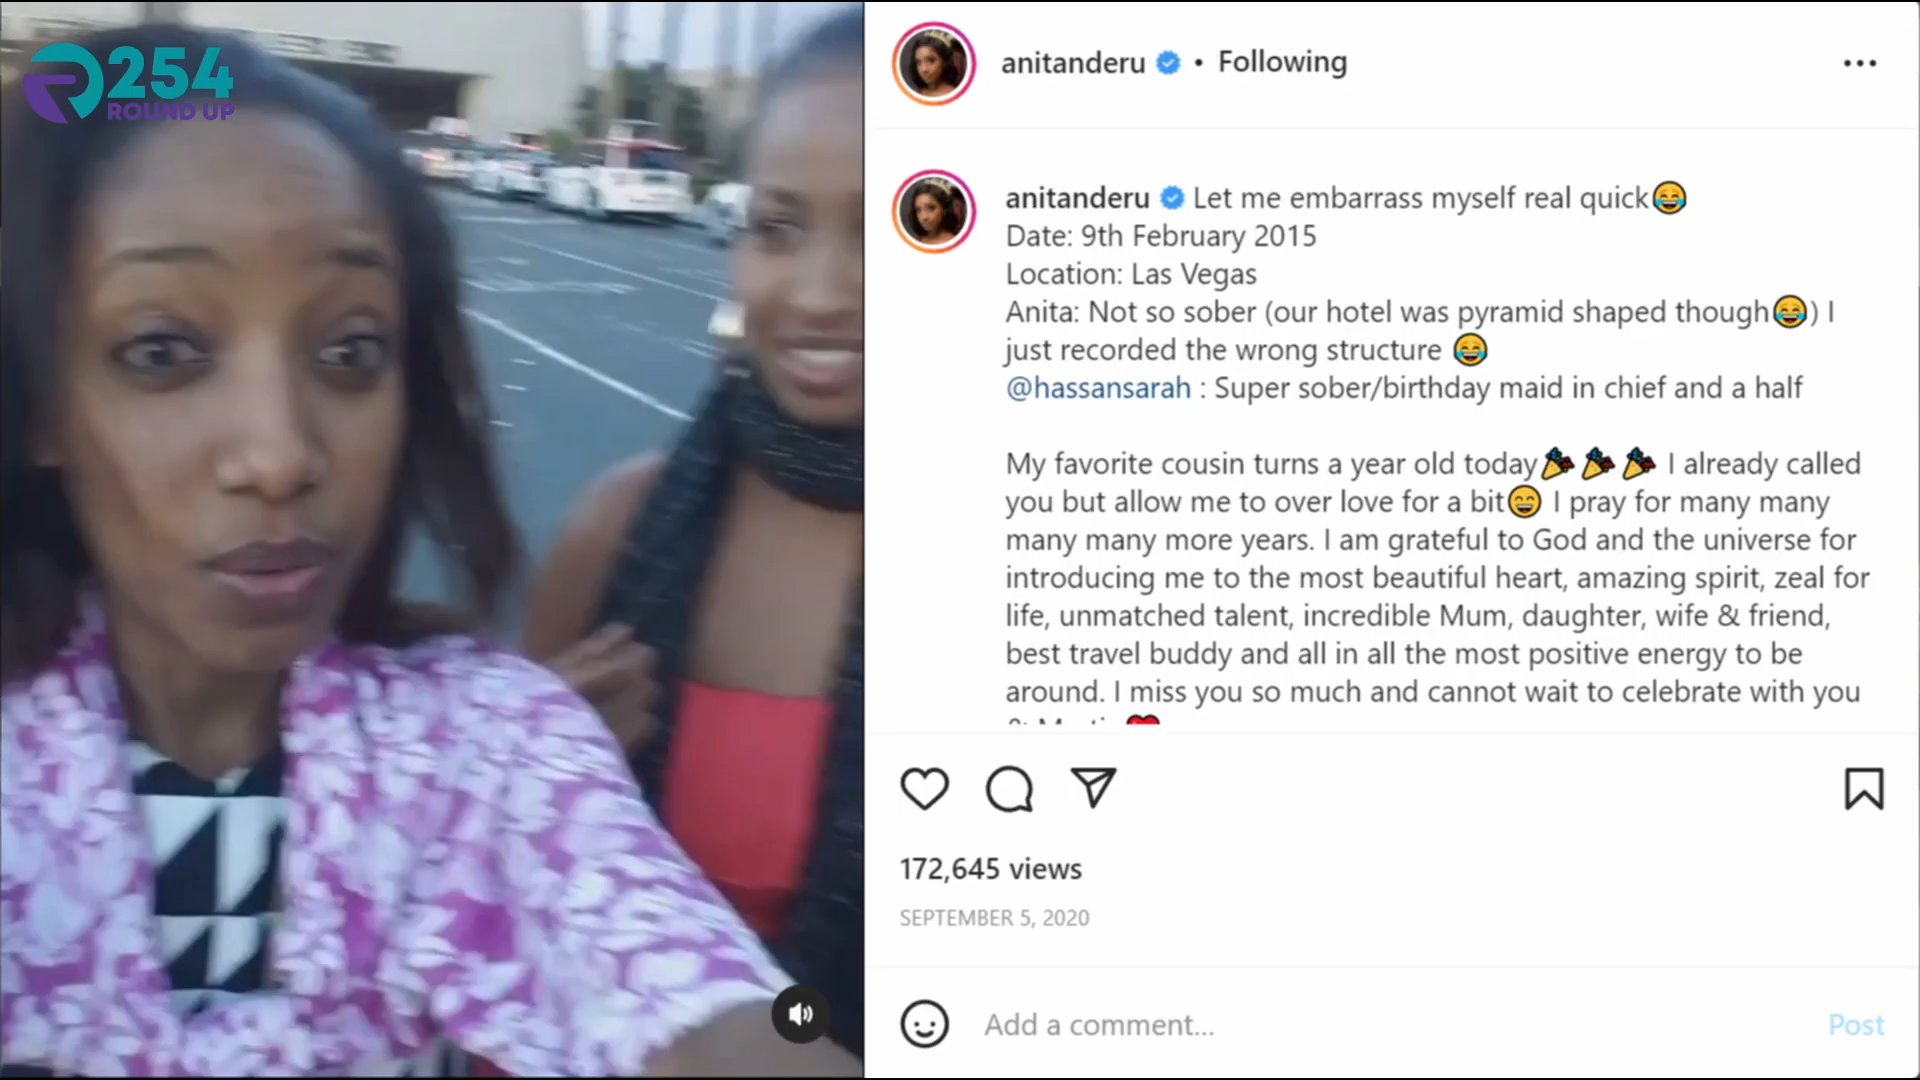 254
ROUND UP
anitanderu • Following
anitanderu Let me embarrass myself real quick😂
Date: 9th February 2015
Location: Las Vegas
Anita: Not so sober (our hotel was pyramid shaped though😂) I
just recorded the wrong structure 😂
@hassansarah : Super sober/birthday maid in chief and a half
My favorite cousin turns a year old today🎉🎉🎉 I already called
you but allow me to over love for a bit😄 I pray for many many
many many more years. I am grateful to God and the universe for
introducing me to the most beautiful heart, amazing spirit, zeal for
life, unmatched talent, incredible Mum, daughter, wife & friend,
best travel buddy and all in all the most positive energy to be
around. I miss you so much and cannot wait to celebrate with you
172,645 views
SEPTEMBER 5, 2020
Add a comment...
Post